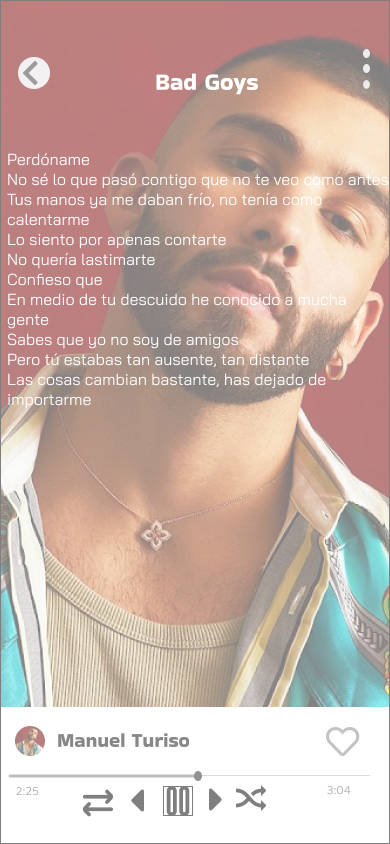 Bad Goys
Perdóname
No sé lo que pasó contigo que no te veo como antes
Tus manos ya me daban frío, no tenía como
calentarme
Lo siento por apenas contarte
No quería lastimarte
Confieso que
En medio de tu descuido he conocido a mucha
gente
Sabes que yo no soy de amigos
Pero tú estabas tan ausente, tan distante
Las cosas cambian bastante, has dejado de
importarme
Manuel Turiso
2:25
3:04